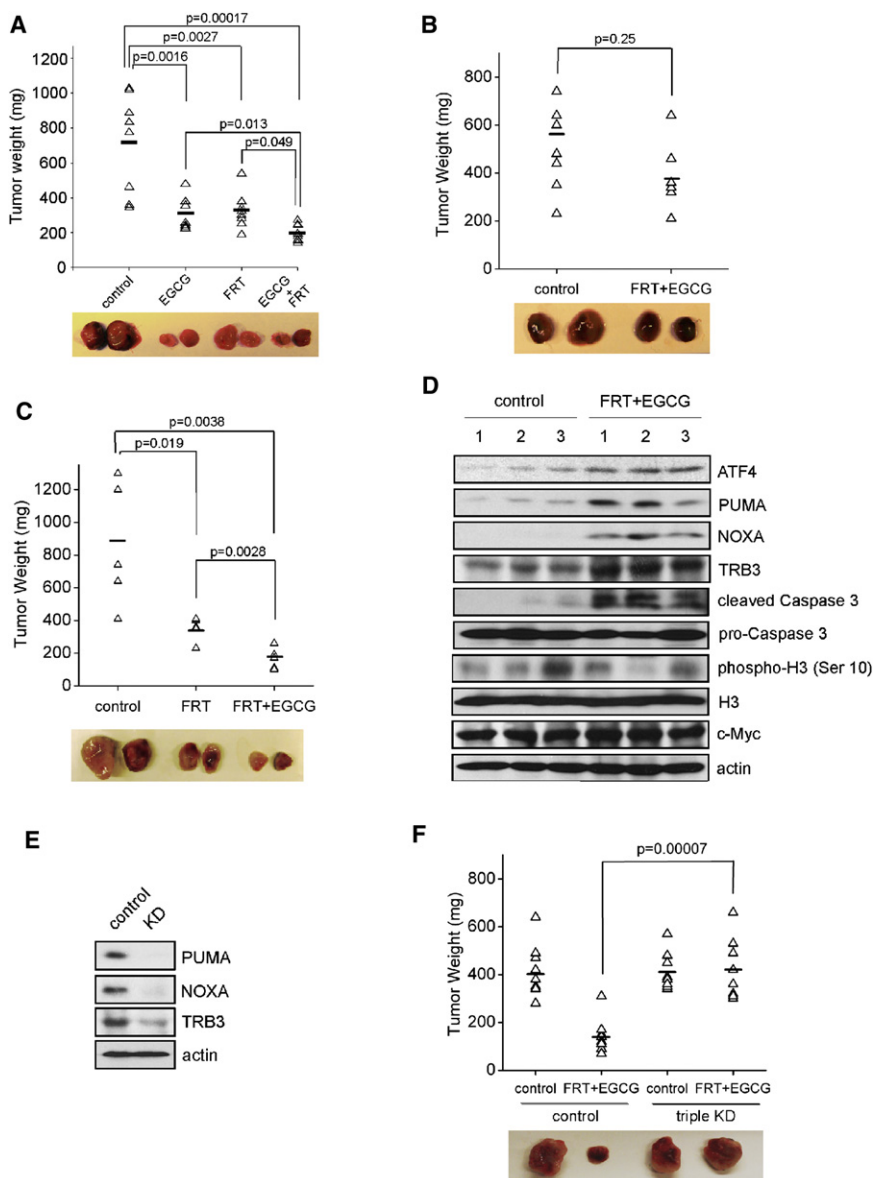 A
p=0.00017
p=0.0027
p=0.0016
p=0.013
p=0.049
Tumor weight (mg)
1200
1000
800
600
400
200
0
control
EGCG
FRT
EGCG + FRT
B
p=0.25
Tumor Weight (mg)
800
600
400
200
0
control
FRT+EGCG
C
p=0.0038
p=0.019
p=0.0028
Tumor Weight (mg)
1200
1000
800
600
400
200
0
control
FRT
FRT+EGCG
D
control
FRT+EGCG
1 2 3 1 2 3
ATF4
PUMA
NOXA
TRB3
cleaved Caspase 3
pro-Caspase 3
phospho-H3 (Ser 10)
H3
c-Myc
actin
E
control
KD
PUMA
NOXA
TRB3
actin
F
p=0.00007
Tumor Weight (mg)
800
600
400
200
0
control FRT+EGCG control FRT+EGCG
control triple KD